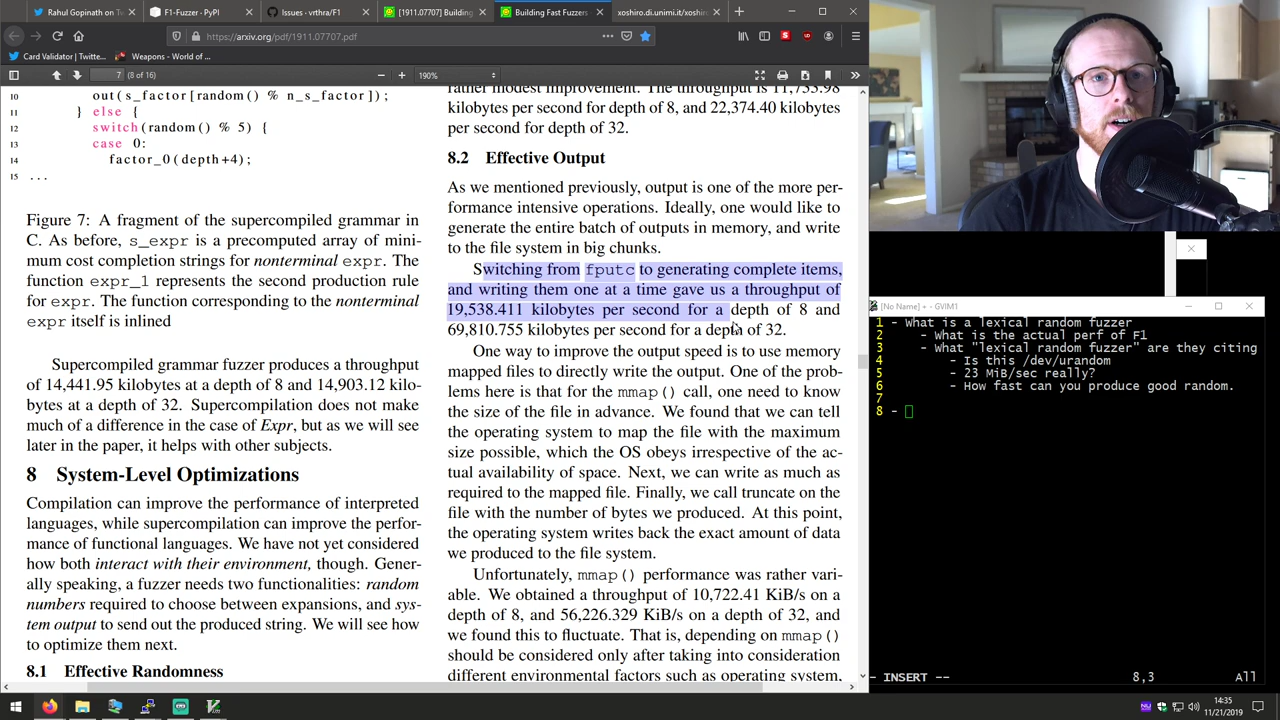 Rahul Gopinath on Tw
F1-Fuzzer · PyPI
Issues · vrthra/F1-Fu
[1911.07707] Building
Building Fast Fuzzers
xoshiro.di.unimi.it/xoshiro
https://arxiv.org/pdf/1911.07707.pdf
Card Validator | Twitte...
Weapons - World of ...
7 (8 of 16)
190%
10 out(s_factor[random() % n_s_factor]);
11 } else {
12 switch(random() % 5) {
13 case 0:
14 factor_0(depth+4);
15 ...
Figure 7: A fragment of the supercompiled grammar in
C. As before, s_expr is a precomputed array of mini-
mum cost completion strings for nonterminal expr. The
function expr_1 represents the second production rule
for expr. The function corresponding to the nonterminal
expr itself is inlined
Supercompiled grammar fuzzer produces a throughput
of 14,441.95 kilobytes at a depth of 8 and 14,903.12 kilo-
bytes at a depth of 32. Supercompilation does not make
much of a difference in the case of Expr, but as we will see
later in the paper, it helps with other subjects.
8 System-Level Optimizations
Compilation can improve the performance of interpreted
languages, while supercompilation can improve the perfor-
mance of functional languages. We have not yet considered
how both interact with their environment, though. Gener-
ally speaking, a fuzzer needs two functionalities: random
numbers required to choose between expansions, and sys-
tem output to send out the produced string. We will see how
to optimize them next.
8.1 Effective Randomness
rather modest improvement. The throughput is 11,733.98
kilobytes per second for depth of 8, and 22,374.40 kilobytes
per second for depth of 32.
8.2 Effective Output
As we mentioned previously, output is one of the more per-
formance intensive operations. Ideally, one would like to
generate the entire batch of outputs in memory, and write
to the file system in big chunks.
Switching from fputc to generating complete items,
and writing them one at a time gave us a throughput of
19,538.411 kilobytes per second for a depth of 8 and
69,810.755 kilobytes per second for a depth of 32.
One way to improve the output speed is to use memory
mapped files to directly write the output. One of the prob-
lems here is that for the mmap() call, one need to know
the size of the file in advance. We found that we can tell
the operating system to map the file with the maximum
size possible, which the OS obeys irrespective of the ac-
tual availability of space. Next, we can write as much as
required to the mapped file. Finally, we call truncate on the
file with the number of bytes we produced. At this point,
the operating system writes back the exact amount of data
we produced to the file system.
Unfortunately, mmap() performance was rather vari-
able. We obtained a throughput of 10,722.41 KiB/s on a
depth of 8, and 56,226.329 KiB/s on a depth of 32, and
we found this to fluctuate. That is, depending on mmap()
should be considered only after taking into consideration
different environmental factors such as operating system,
[No Name] + - GVIM1
1 - What is a lexical random fuzzer
2 - What is the actual perf of F1
3 - What "lexical random fuzzer" are they citing
4 - Is this /dev/urandom
5 - 23 MiB/sec really?
6 - How fast can you produce good random.
7
8 -
-- INSERT -- 8,3 All
14:35
11/21/2019